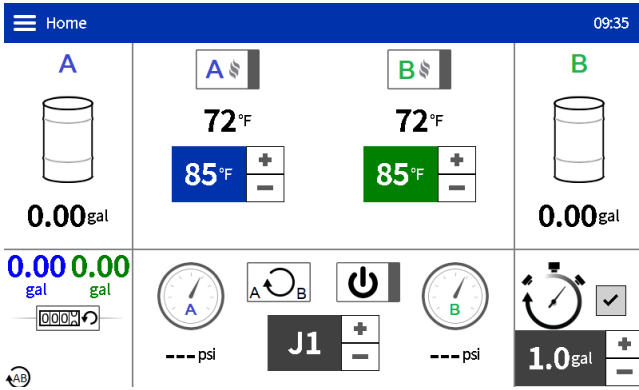 Home
09:35
A
A
B
B
72°F
72°F
85°F
+
−
85°F
+
−
0.00gal
0.00gal
0.00
gal
0.00
gal
A
A B
B
J1
+
−
--- psi
--- psi
1.0gal
+
−
AB